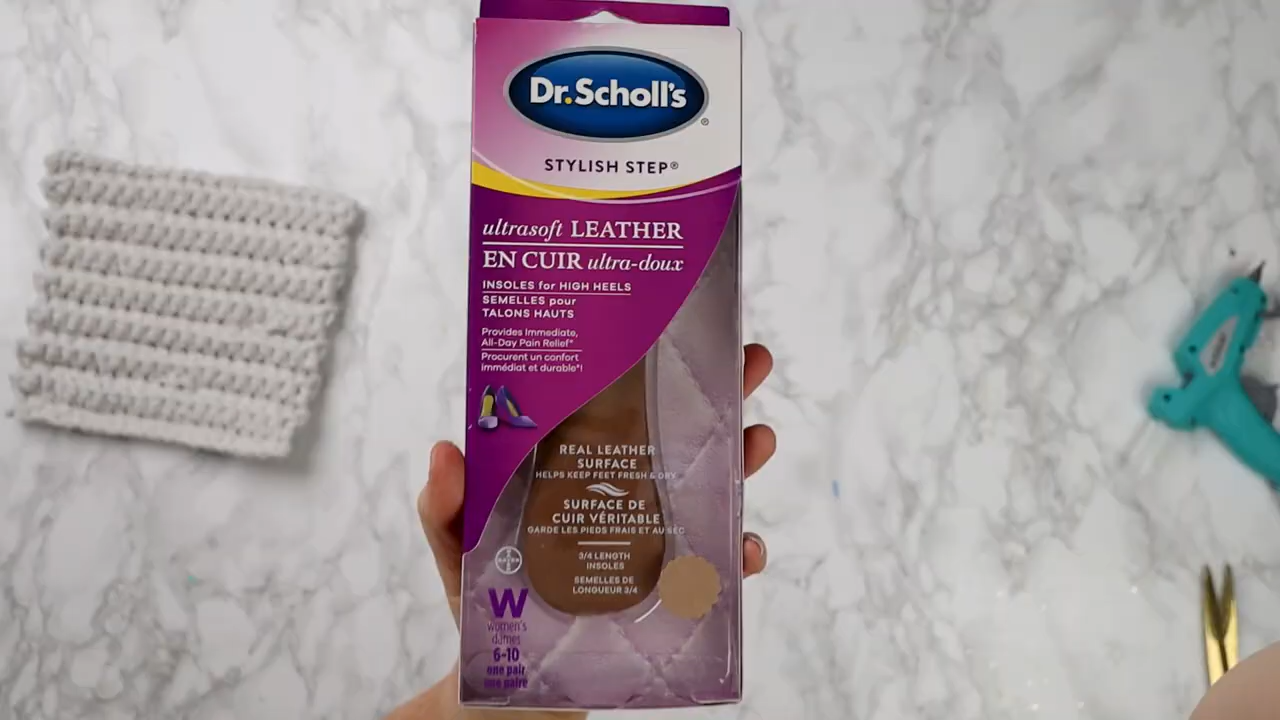 Dr.Scholl's®
STYLISH STEP®
ultrasoft LEATHER
EN CUIR ultra-doux
INSOLES for HIGH HEELS
SEMELLES pour
TALONS HAUTS
Provides Immediate,
All-Day Pain Relief*
Procurent un confort
immédiat et durable*!
REAL LEATHER
SURFACE
HELPS KEEP FEET FRESH & DRY
SURFACE DE
CUIR VÉRITABLE
GARDE LES PIEDS FRAIS ET AU SEC
3/4 LENGTH
INSOLES
SEMELLES DE
LONGUEUR 3/4
BAYER
W
women's
dames
6-10
one pair
une paire